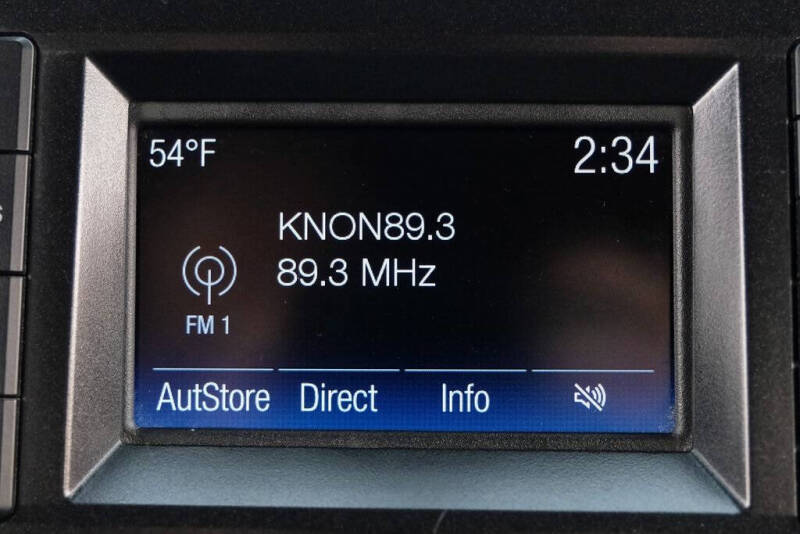 54°F
2:34
KNON89.3
89.3 MHz
FM 1
AutStore Direct Info